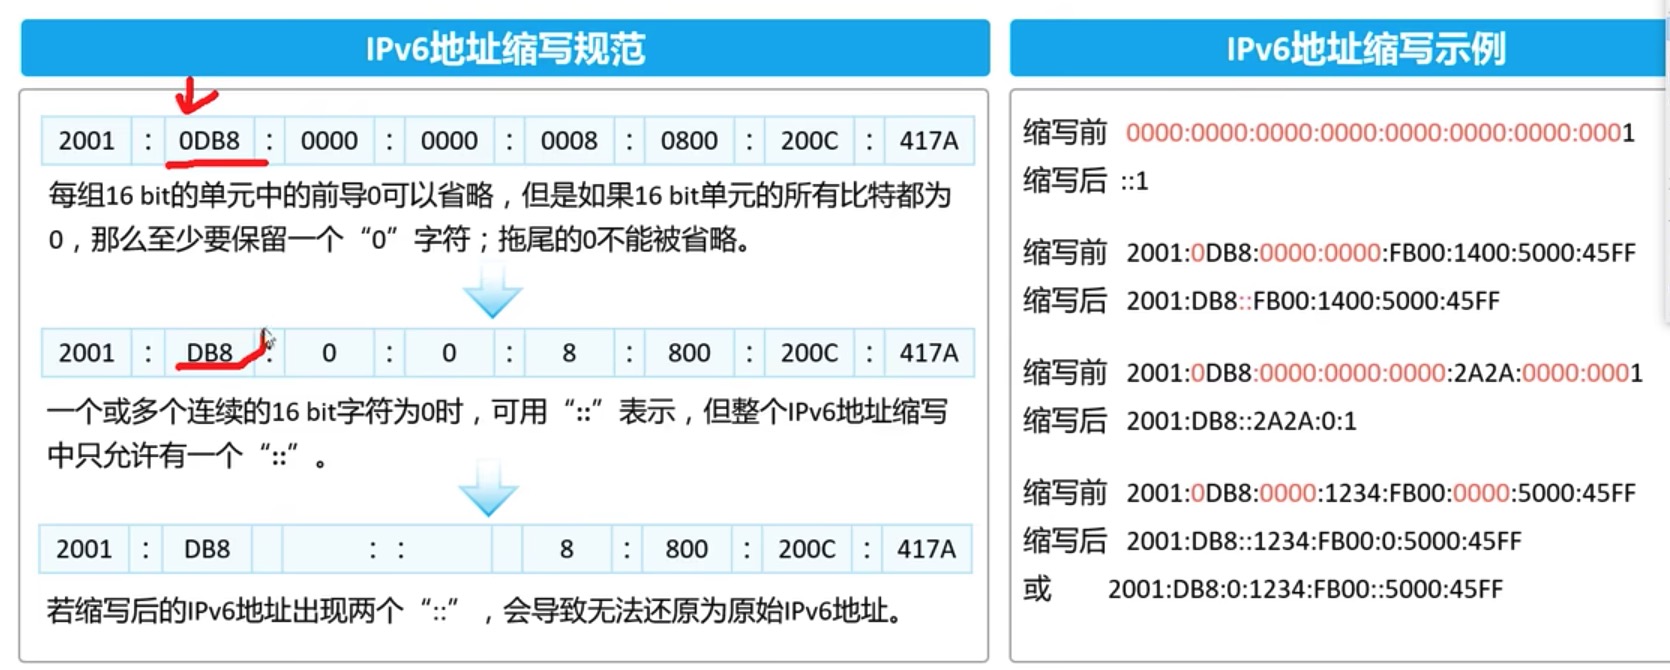 IPv6地址缩写规范
2001 : 0DB8 : 0000 : 0000 : 0008 : 0800 : 200C : 417A
每组16 bit的单元中的前导0可以省略，但是如果16 bit单元的所有比特都为
0，那么至少要保留一个“0”字符；拖尾的0不能被省略。
2001 : DB8 : 0 : 0 : 8 : 800 : 200C : 417A
一个或多个连续的16 bit字符为0时，可用“::”表示，但整个IPv6地址缩写
中只允许有一个“::”。
2001 : DB8 : : 8 : 800 : 200C : 417A
若缩写后的IPv6地址出现两个“::”，会导致无法还原为原始IPv6地址。
IPv6地址缩写示例
缩写前 0000:0000:0000:0000:0000:0000:0000:0001
缩写后 ::1
缩写前 2001:0DB8:0000:0000:FB00:1400:5000:45FF
缩写后 2001:DB8::FB00:1400:5000:45FF
缩写前 2001:0DB8:0000:0000:0000:2A2A:0000:0001
缩写后 2001:DB8::2A2A:0:1
缩写前 2001:0DB8:0000:1234:FB00:0000:5000:45FF
缩写后 2001:DB8::1234:FB00:0:5000:45FF
或 2001:DB8:0:1234:FB00::5000:45FF